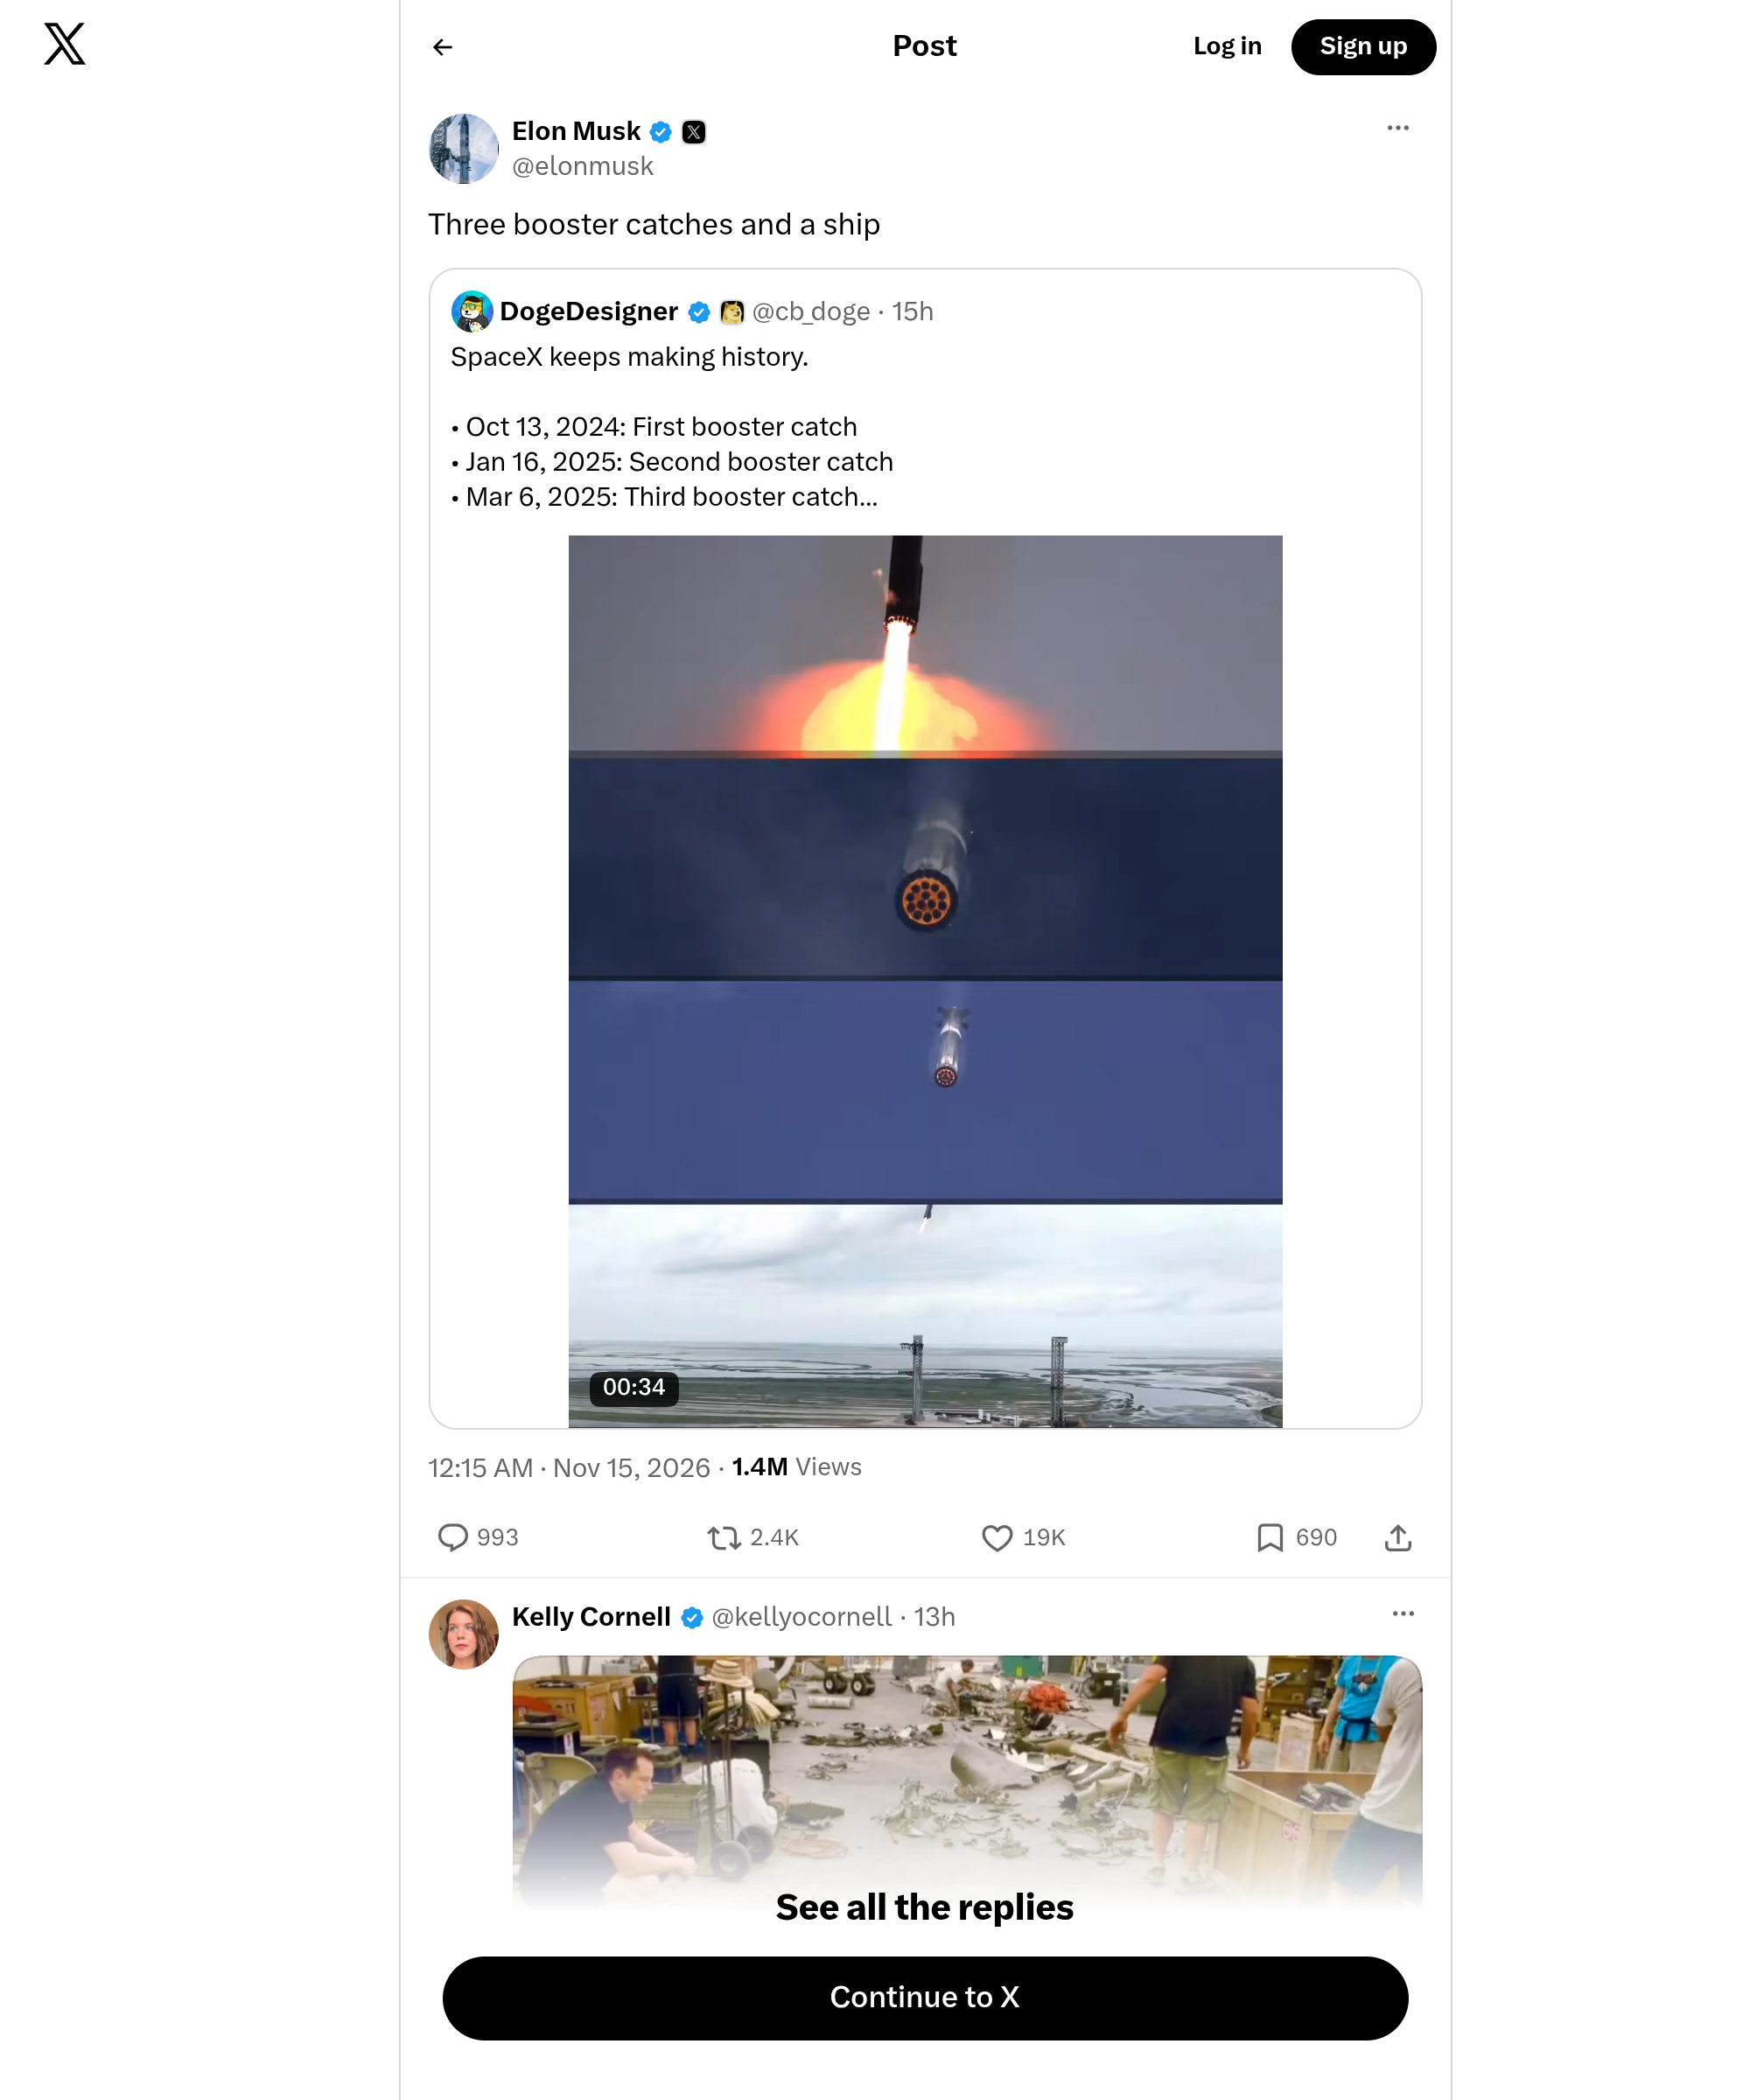 Post
Log in
Sign up
Elon Musk
@elonmusk
Three booster catches and a ship
DogeDesigner @cb_doge · 15h
SpaceX keeps making history.
• Oct 13, 2024: First booster catch
• Jan 16, 2025: Second booster catch
• Mar 6, 2025: Third booster catch...
00:34
12:15 AM · Nov 15, 2026 · 1.4M Views
993 2.4K 19K 690
Kelly Cornell @kellyocornell · 13h
See all the replies
Continue to X